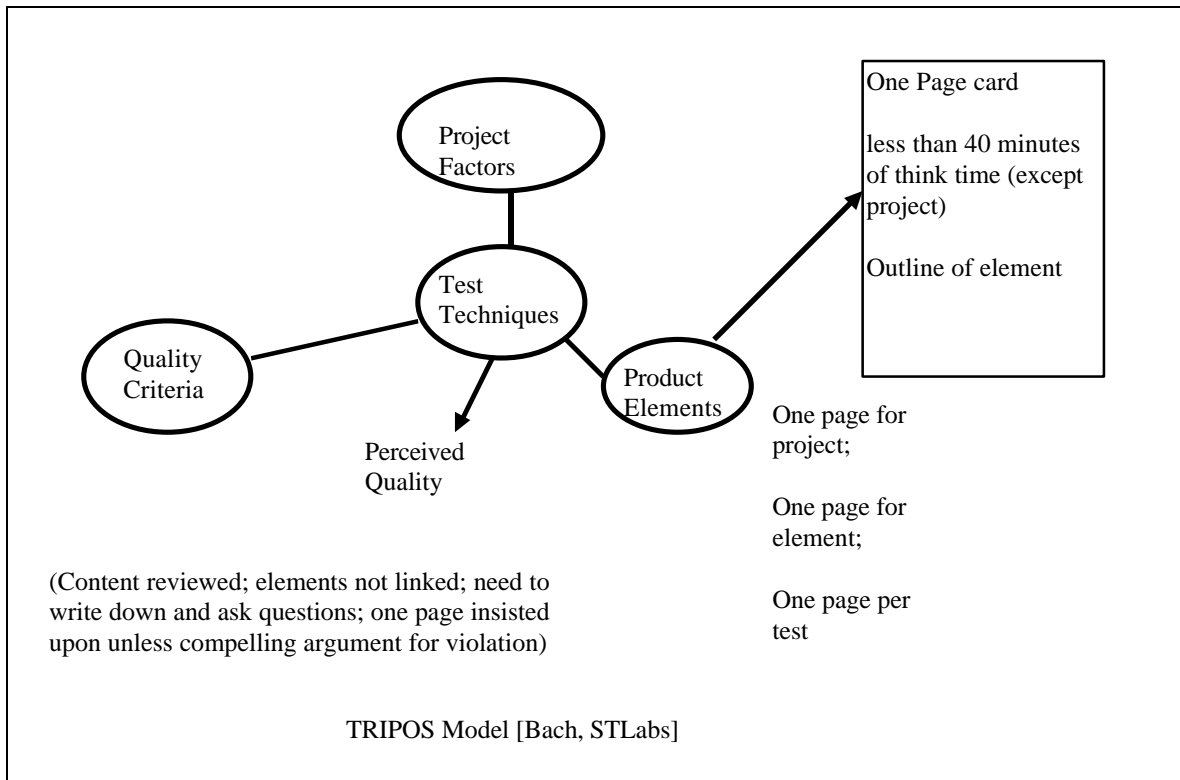 Project
Factors
Test
Techniques
Quality
Criteria
Product
Elements
Perceived
Quality
One Page card
less than 40 minutes
of think time (except
project)
Outline of element
One page for
project;
One page for
element;
One page per
test
(Content reviewed; elements not linked; need to
write down and ask questions; one page insisted
upon unless compelling argument for violation)
TRIPOS Model [Bach, STLabs]